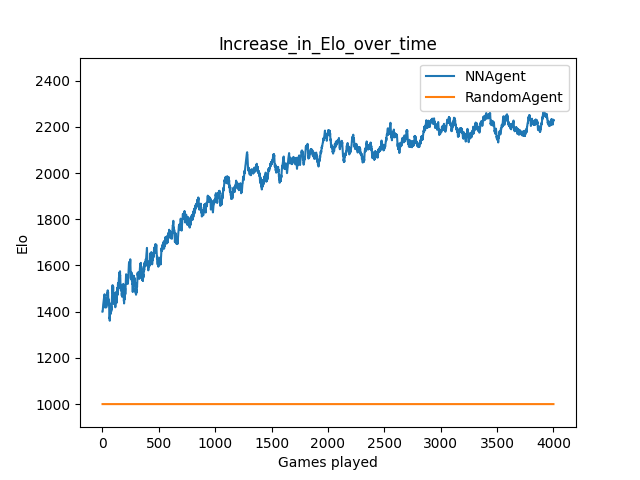 Increase_in_Elo_over_time
NNAgent
RandomAgent
2400
2200
2000
1800
1600
1400
1200
1000
Elo
0 500 1000 1500 2000 2500 3000 3500 4000
Games played